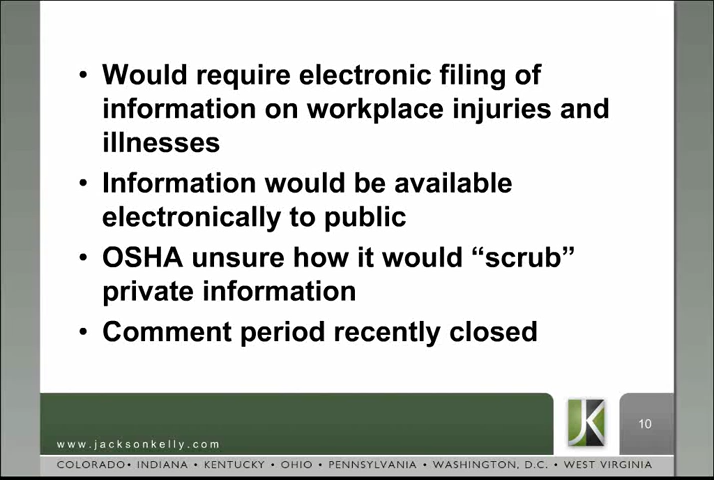 • Would require electronic filing of
information on workplace injuries and
illnesses
• Information would be available
electronically to public
• OSHA unsure how it would “scrub”
private information
• Comment period recently closed
JK
10
www.jacksonkelly.com
COLORADO • INDIANA • KENTUCKY • OHIO • PENNSYLVANIA • WASHINGTON, D.C. • WEST VIRGINIA